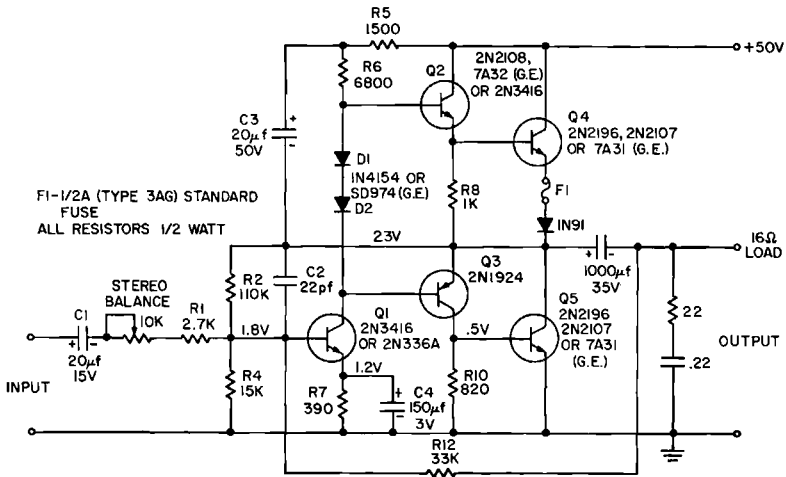 R5
1500
+50V
R6
6800
Q2
2N2108,
7A32 (G.E.)
OR 2N3416
C3
20µf
50V
+
-
Q4
2N2196, 2N2107
OR 7A31 (G.E.)
D1
1N4154 OR
SD974 (G.E)
D2
F1-1/2A (TYPE 3AG) STANDARD
FUSE
ALL RESISTORS 1/2 WATT
R8
1K
F1
1N91
23V
16Ω
LOAD
+
-
1000µf
35V
R2
110K
C2
22pf
Q3
2N1924
STEREO
BALANCE
10K
C1
+
-
20µf
15V
R1
2.7K
1.8V
Q1
2N3416
OR 2N336A
.5V
Q5
2N2196
2N2107
OR 7A31
(G.E.)
22
.22
OUTPUT
INPUT
R4
15K
1.2V
R7
390
+
-
C4
150µf
3V
R10
820
R12
33K